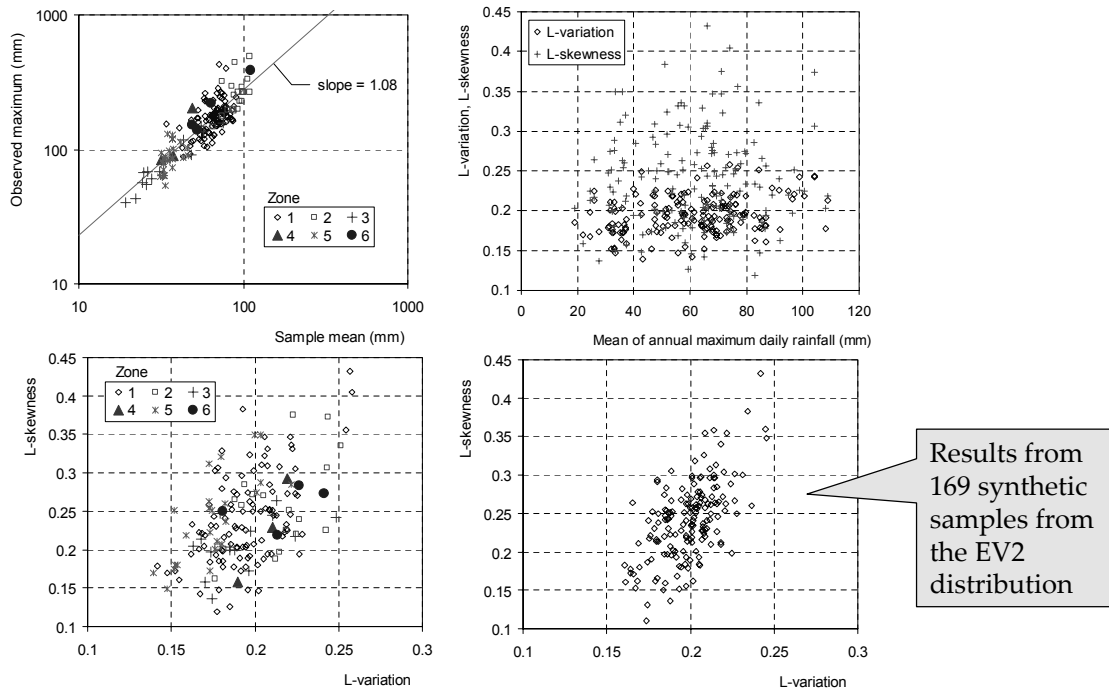 1000
100
10
10
100
1000
Observed maximum (mm)
Sample mean (mm)
slope = 1.08
Zone
1 2 3
4 5 6
0.45
0.4
0.35
0.3
0.25
0.2
0.15
0.1
0 20 40 60 80 100 120
L-variation, L-skewness
Mean of annual maximum daily rainfall (mm)
L-variation
L-skewness
0.45
0.4
0.35
0.3
0.25
0.2
0.15
0.1
0.1 0.15 0.2 0.25 0.3
L-skewness
L-variation
Zone
1 2 3
4 5 6
0.45
0.4
0.35
0.3
0.25
0.2
0.15
0.1
0.1 0.15 0.2 0.25 0.3
L-skewness
L-variation
Results from
169 synthetic
samples from
the EV2
distribution